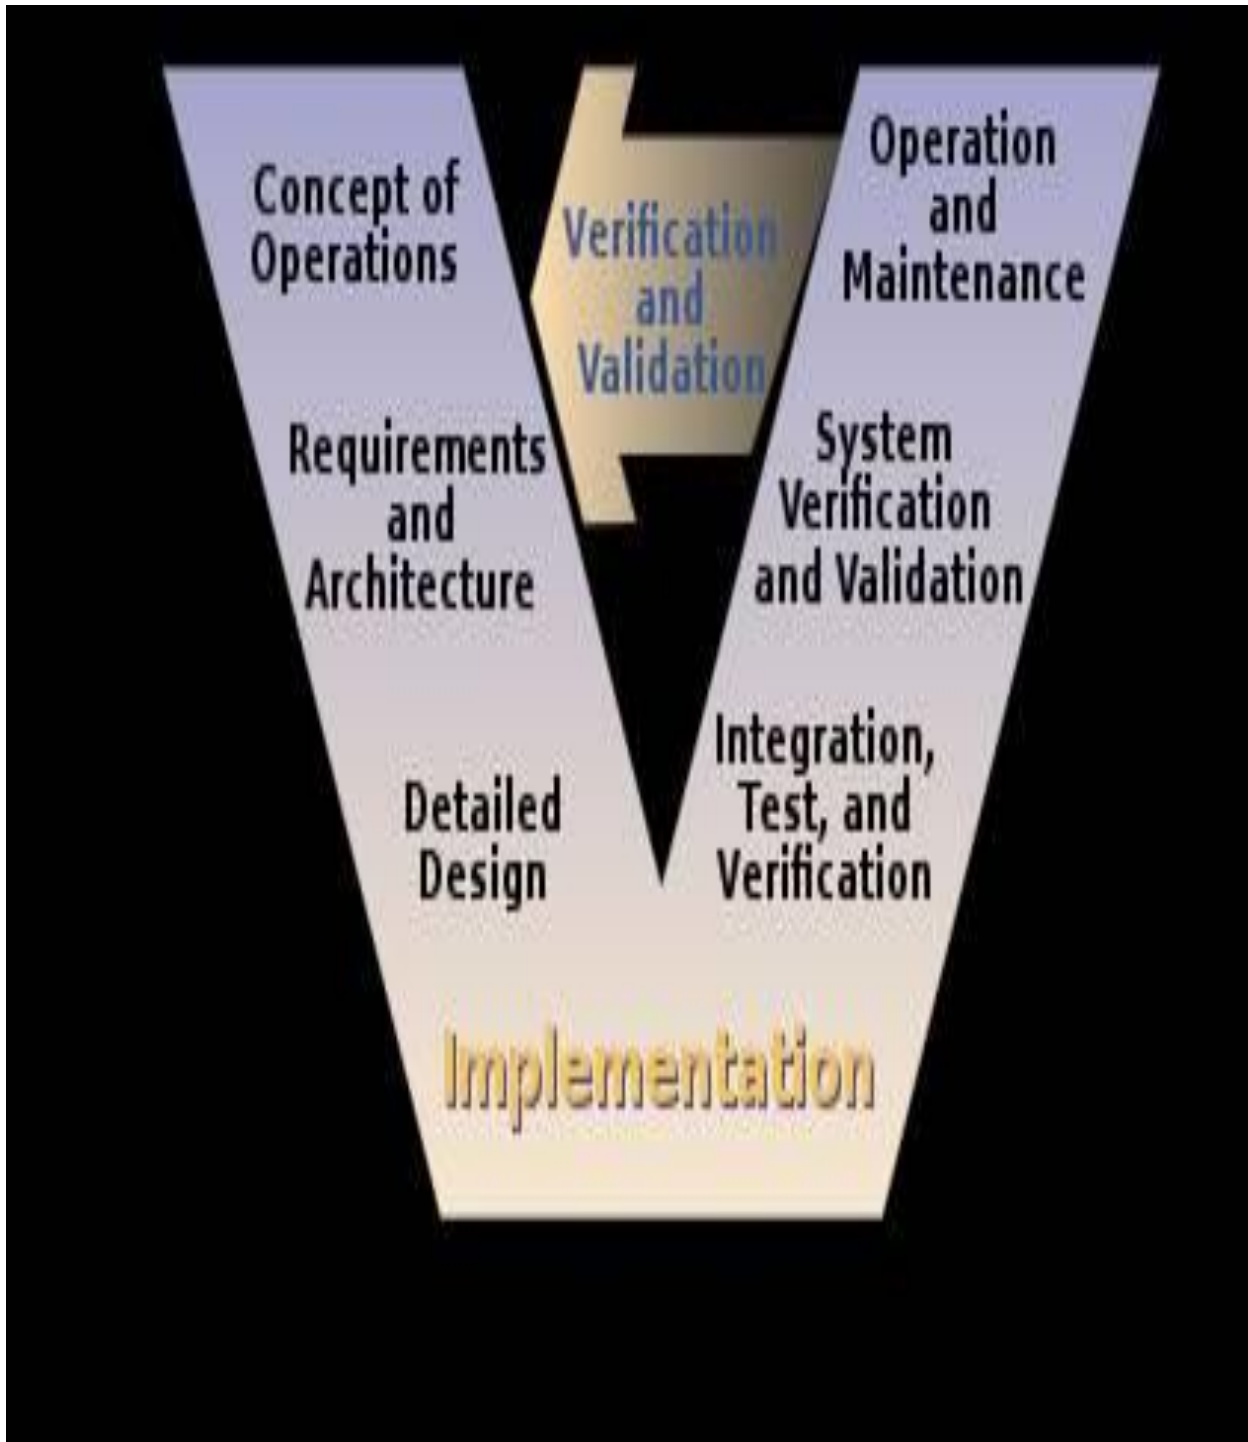 Concept of
Operations
Requirements
and
Architecture
Detailed
Design
Implementation
Integration,
Test, and
Verification
System
Verification
and Validation
Operation
and
Maintenance
Verification
and
Validation